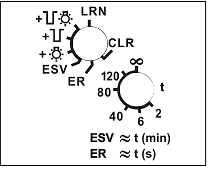 LRN
+
+
CLR
+
ESV
ER
∞
120
80
t
40
6
2
ESV ≈ t (min)
ER ≈ t (s)